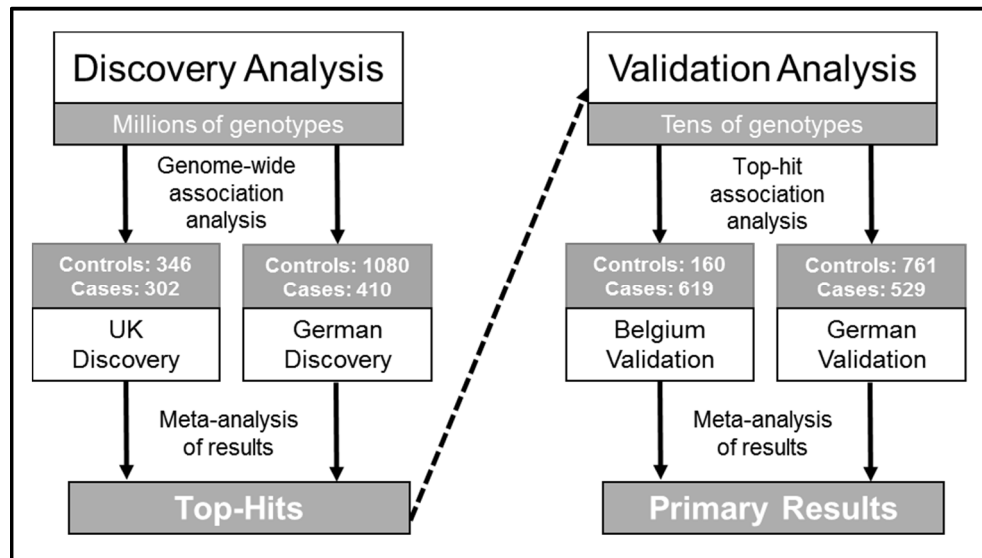 Discovery Analysis
Millions of genotypes
Genome-wide
association
analysis
Controls: 346
Cases: 302
UK
Discovery
Controls: 1080
Cases: 410
German
Discovery
Meta-analysis
of results
Top-Hits
Validation Analysis
Tens of genotypes
Top-hit
association
analysis
Controls: 160
Cases: 619
Belgium
Validation
Controls: 761
Cases: 529
German
Validation
Meta-analysis
of results
Primary Results